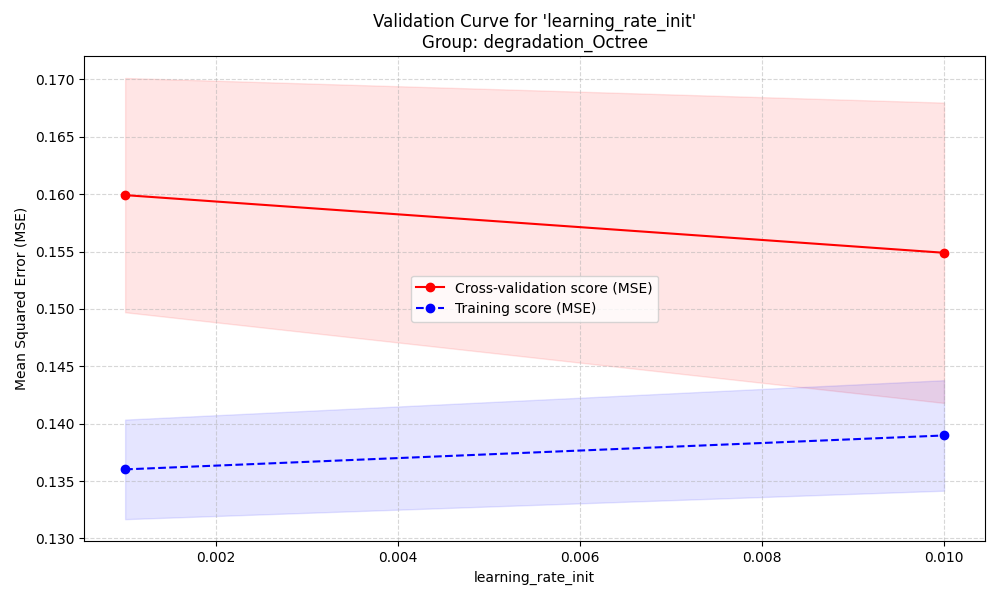 Validation Curve for 'learning_rate_init'
Group: degradation_Octree
Mean Squared Error (MSE)
0.170
0.165
0.160
0.155
0.150
0.145
0.140
0.135
0.130
Cross-validation score (MSE)
Training score (MSE)
0.002
0.004
0.006
0.008
0.010
learning_rate_init